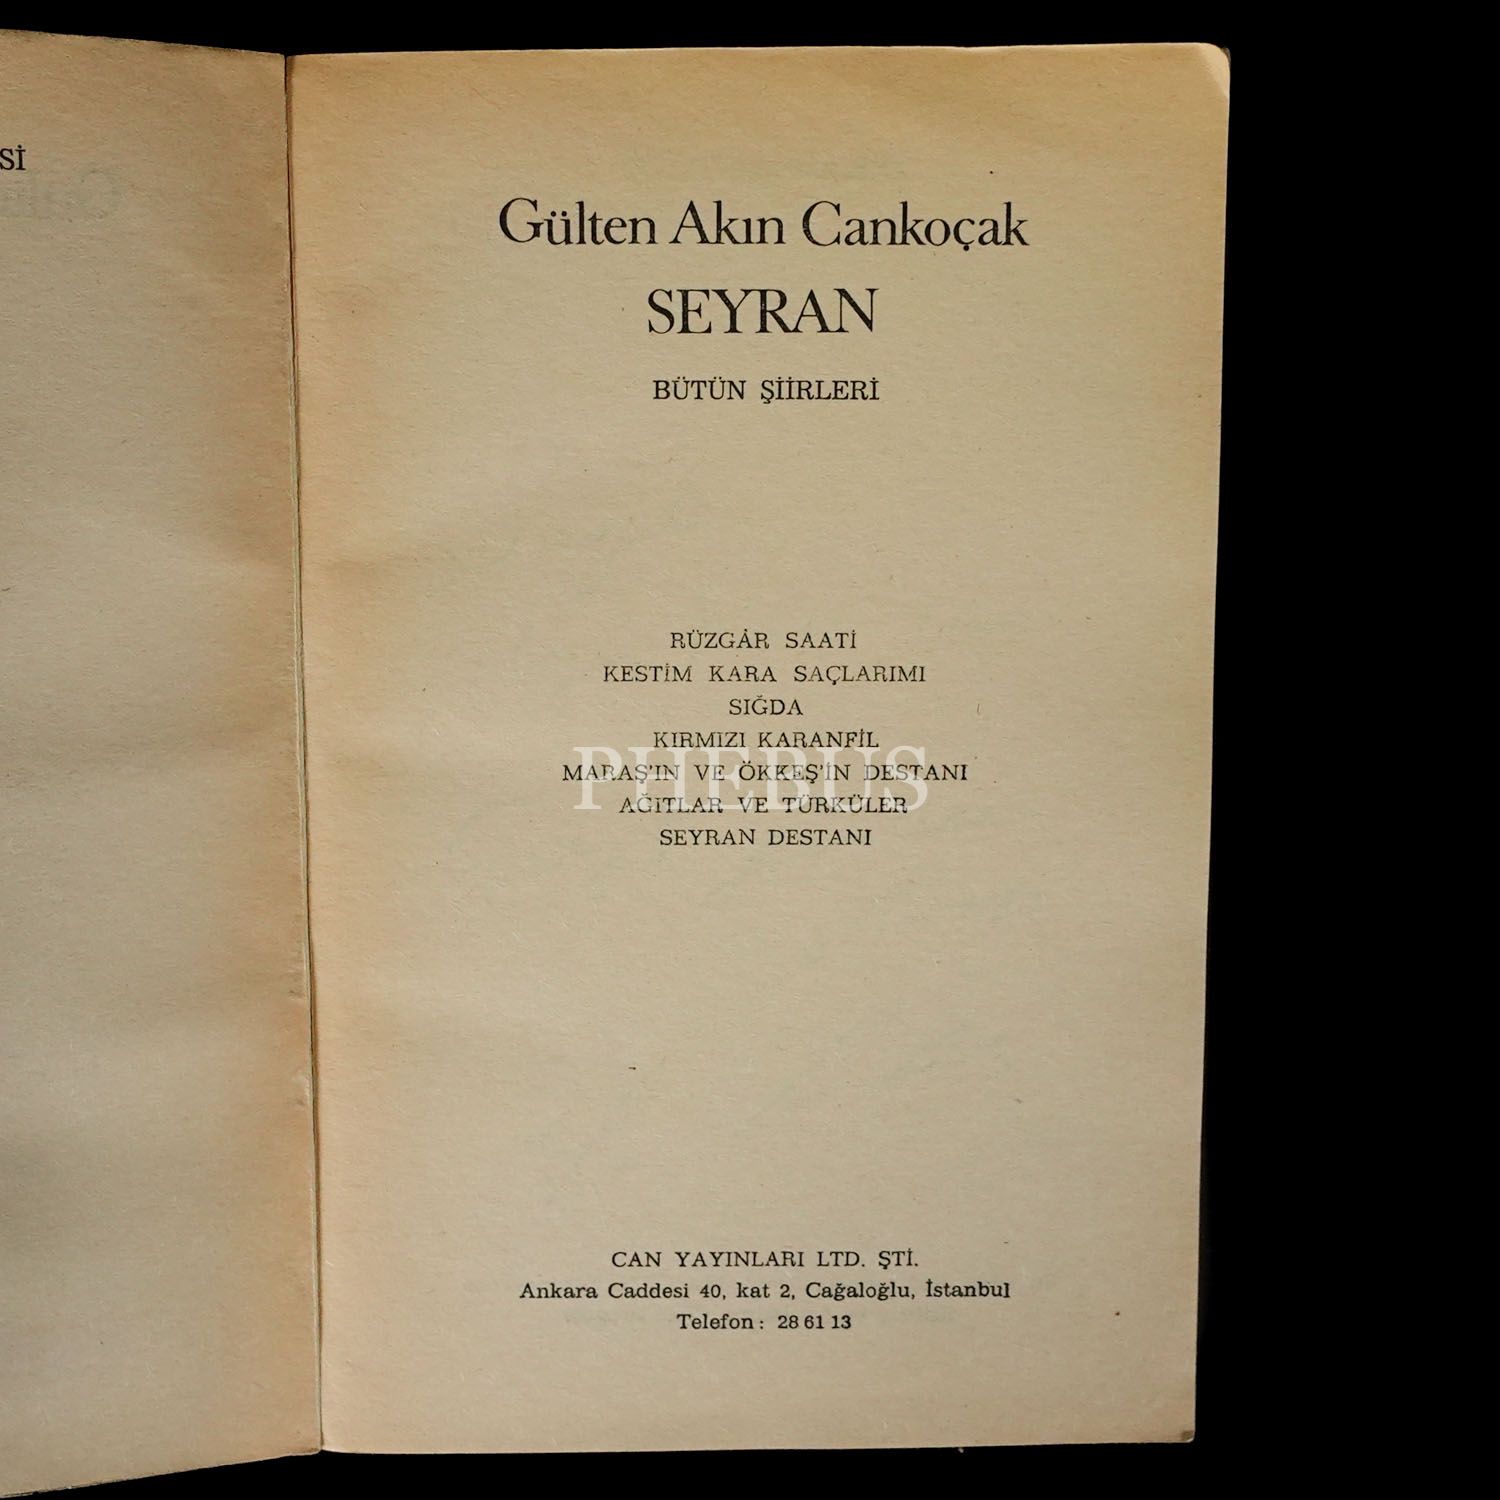 Sİ
Gülten Akın Cankoçak
SEYRAN
BÜTÜN ŞİİRLERİ
RÜZGÂR SAATİ
KESTİM KARA SAÇLARIMI
SIĞDA
KIRMIZI KARANFİL
MARAŞ'IN VE ÖKKEŞ'İN DESTANI
PHEBUS
AĞITLAR VE TÜRKÜLER
SEYRAN DESTANI
CAN YAYINLARI LTD. ŞTİ.
Ankara Caddesi 40, kat 2, Cağaloğlu, İstanbul
Telefon: 28 61 13